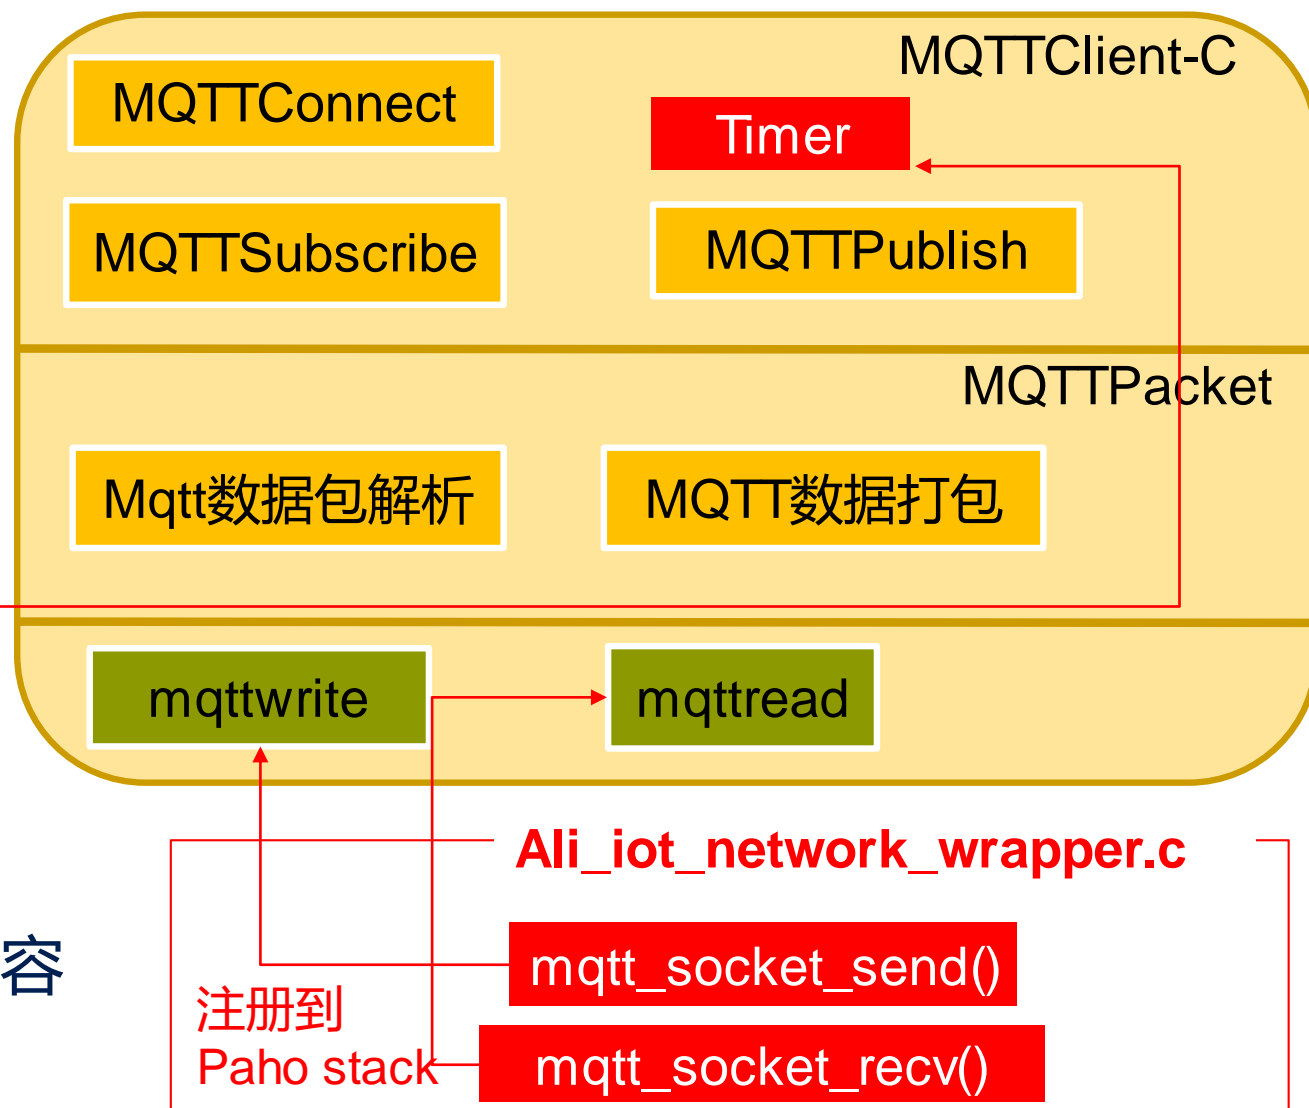 MQTTClient-C
MQTTConnect
Timer
MQTTSubscribe
MQTTPublish
MQTTPacket
Mqtt数据包解析
MQTT数据打包
mqttwrite
mqttread
Ali_iot_network_wrapper.c
容
mqtt_socket_send()
注册到
Paho stack
mqtt_socket_recv()